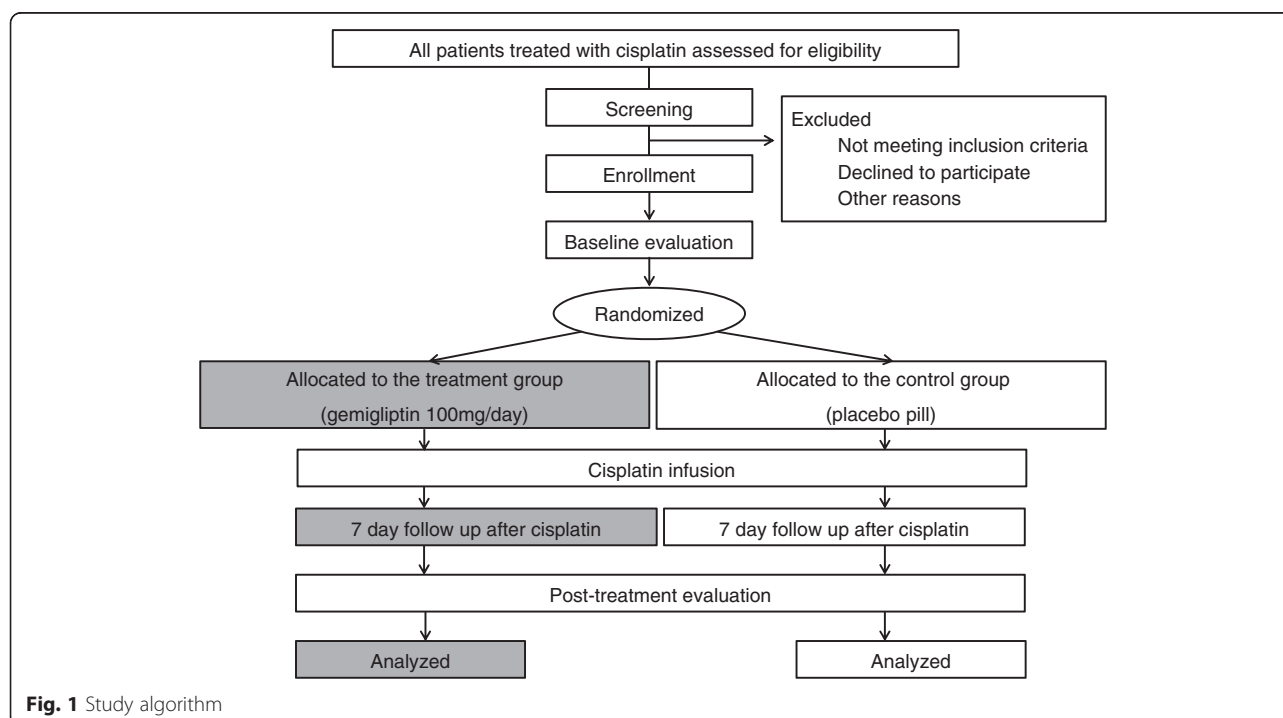 All patients treated with cisplatin assessed for eligibility
Screening
Excluded
Not meeting inclusion criteria
Declined to participate
Other reasons
Enrollment
Baseline evaluation
Randomized
Allocated to the treatment group
(gemigliptin 100mg/day)
Allocated to the control group
(placebo pill)
Cisplatin infusion
7 day follow up after cisplatin
7 day follow up after cisplatin
Post-treatment evaluation
Analyzed
Analyzed
Fig. 1 Study algorithm